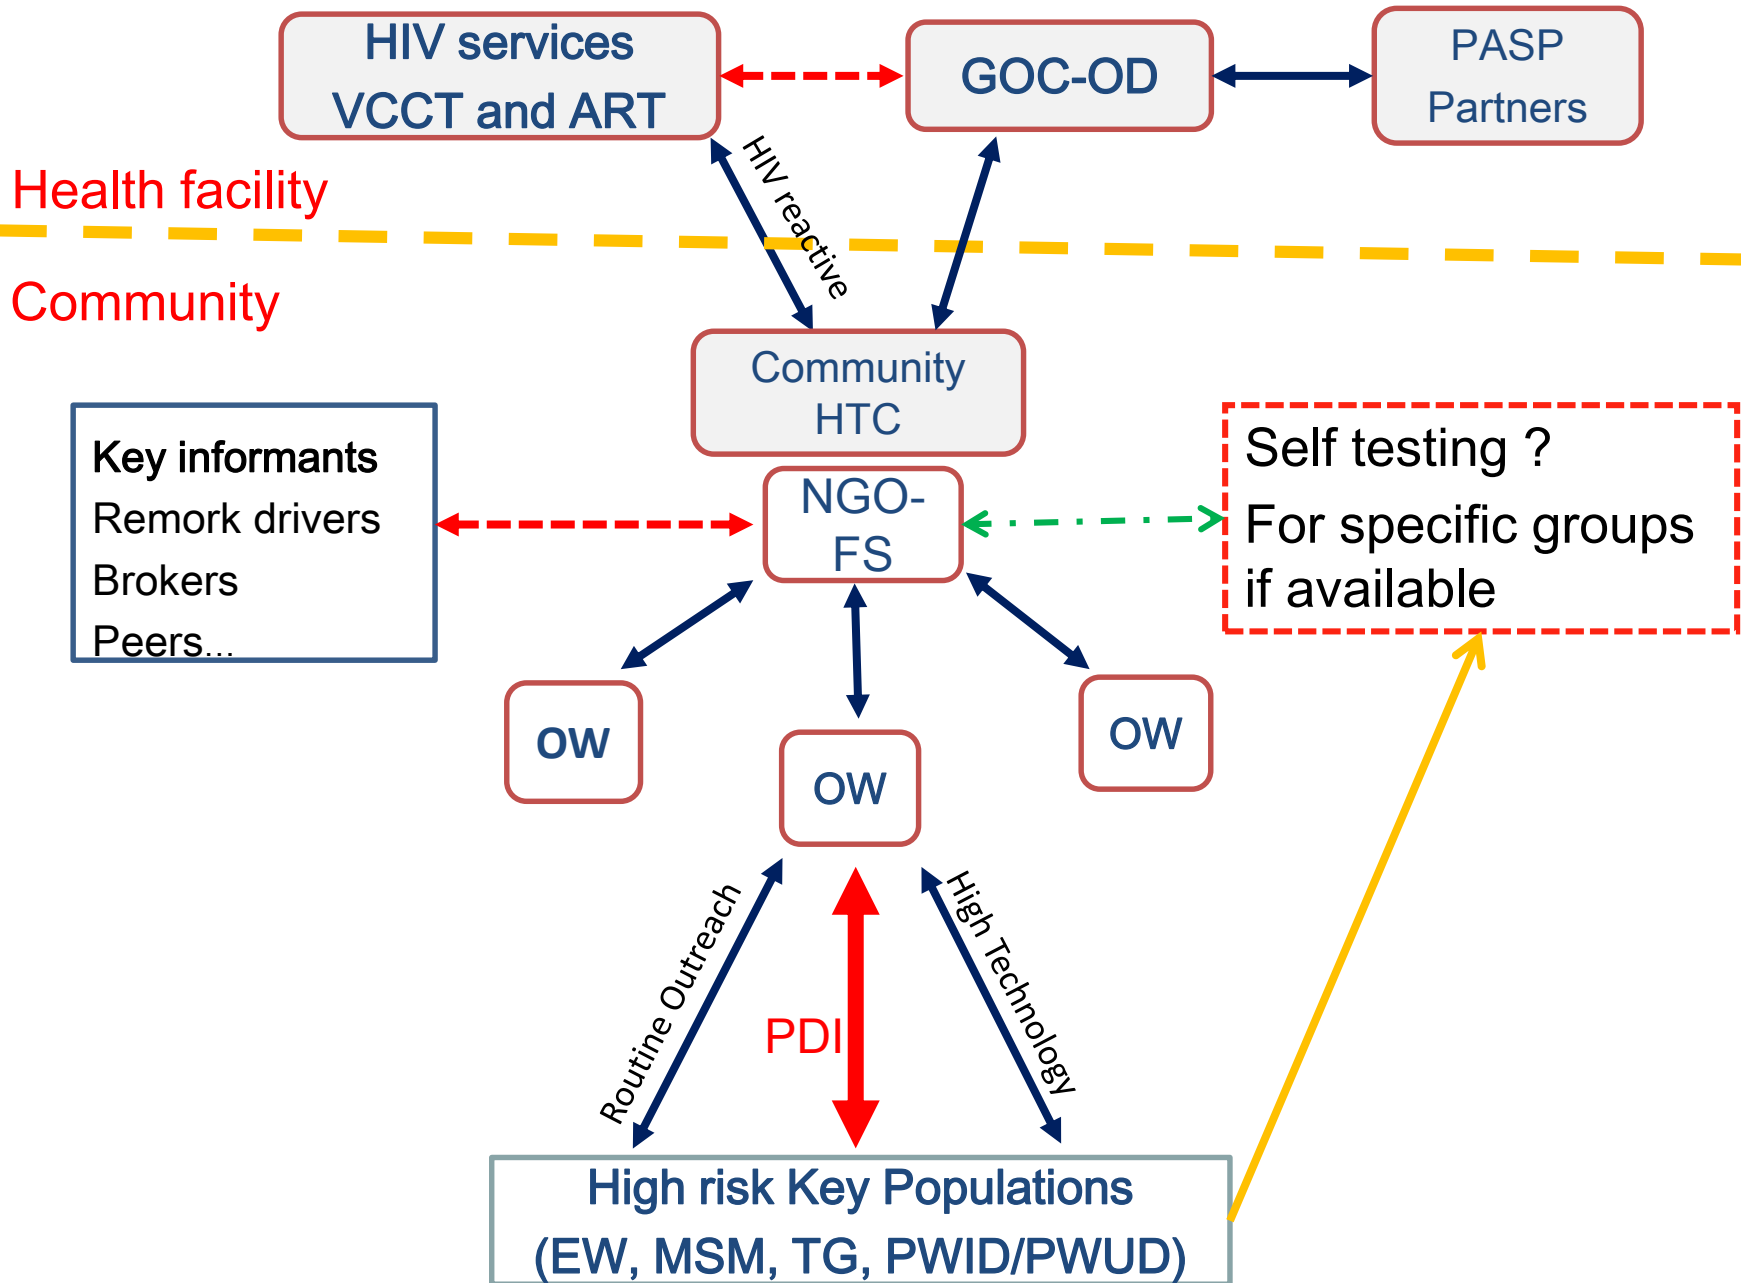 HIV services
VCCT and ART
GOC-OD
PASP
Partners
HIV reactive
Health facility
Community
Community
HTC
Key informants
Remork drivers
Brokers
Peers...
NGO-
FS
Self testing ?
For specific groups
if available
OW
OW
OW
Routine Outreach
PDI
High Technology
High risk Key Populations
(EW, MSM, TG, PWID/PWUD)